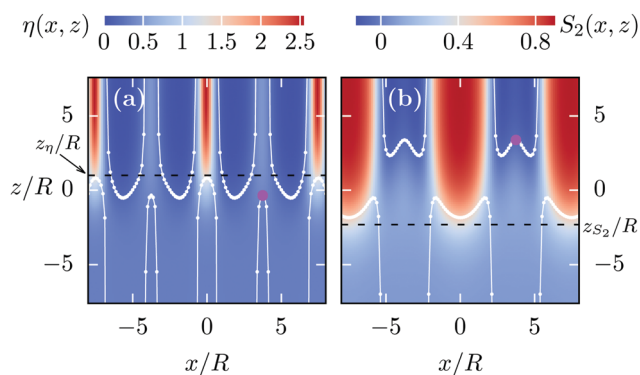 η(x, z)
0 0.5 1 1.5 2 2.5
0 0.4 0.8
S₂(x, z)
(a)
(b)
5
0
−5
z_η/R
z/R
5
0
−5
z_{S₂}/R
−5 0 5
−5 0 5
x/R
x/R